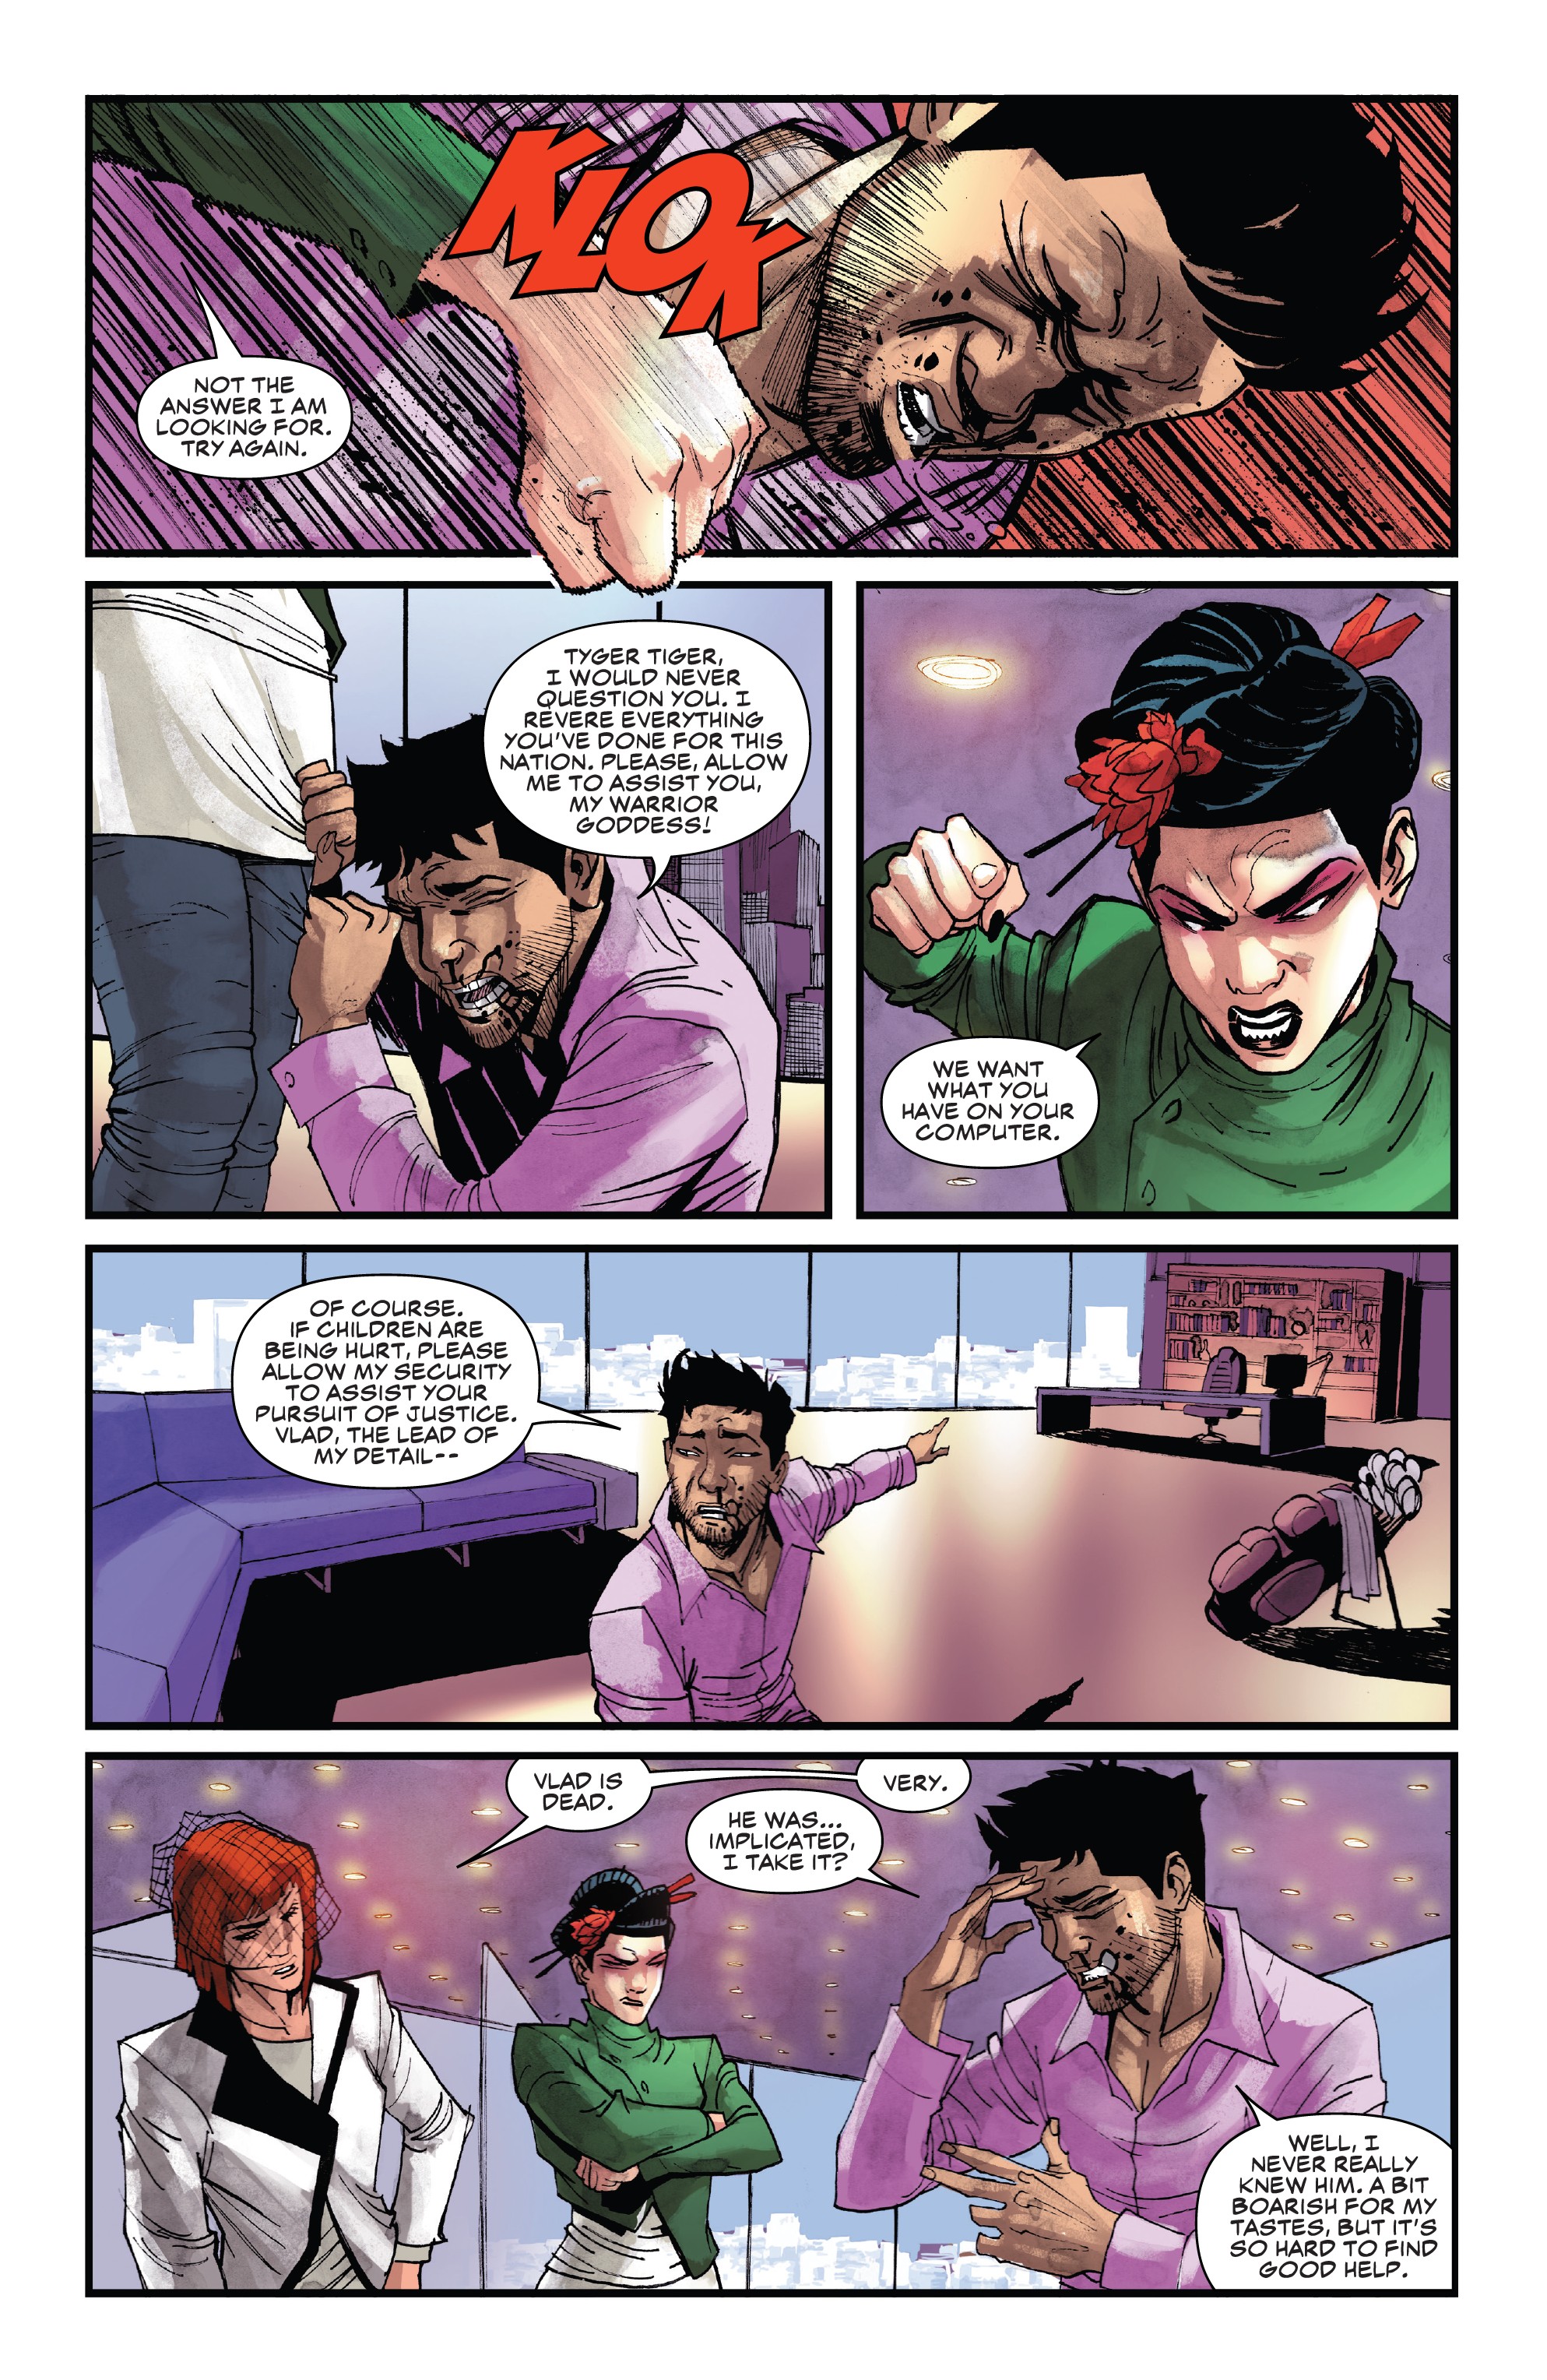 KLOK
NOT THE
ANSWER I AM
LOOKING FOR.
TRY AGAIN.
TYGER TIGER,
I WOULD NEVER
QUESTION YOU. I
REVERE EVERYTHING
YOU'VE DONE FOR THIS
NATION. PLEASE, ALLOW
ME TO ASSIST YOU,
MY WARRIOR
GODDESS!
WE WANT
WHAT YOU
HAVE ON YOUR
COMPUTER.
OF COURSE.
IF CHILDREN ARE
BEING HURT, PLEASE
ALLOW MY SECURITY
TO ASSIST YOUR
PURSUIT OF JUSTICE.
VLAD, THE LEAD OF
MY DETAIL--
VLAD IS
DEAD.
HE WAS...
IMPLICATED,
I TAKE IT?
VERY.
WELL, I
NEVER REALLY
KNEW HIM. A BIT
BOARISH FOR MY
TASTES, BUT IT'S
SO HARD TO FIND
GOOD HELP.